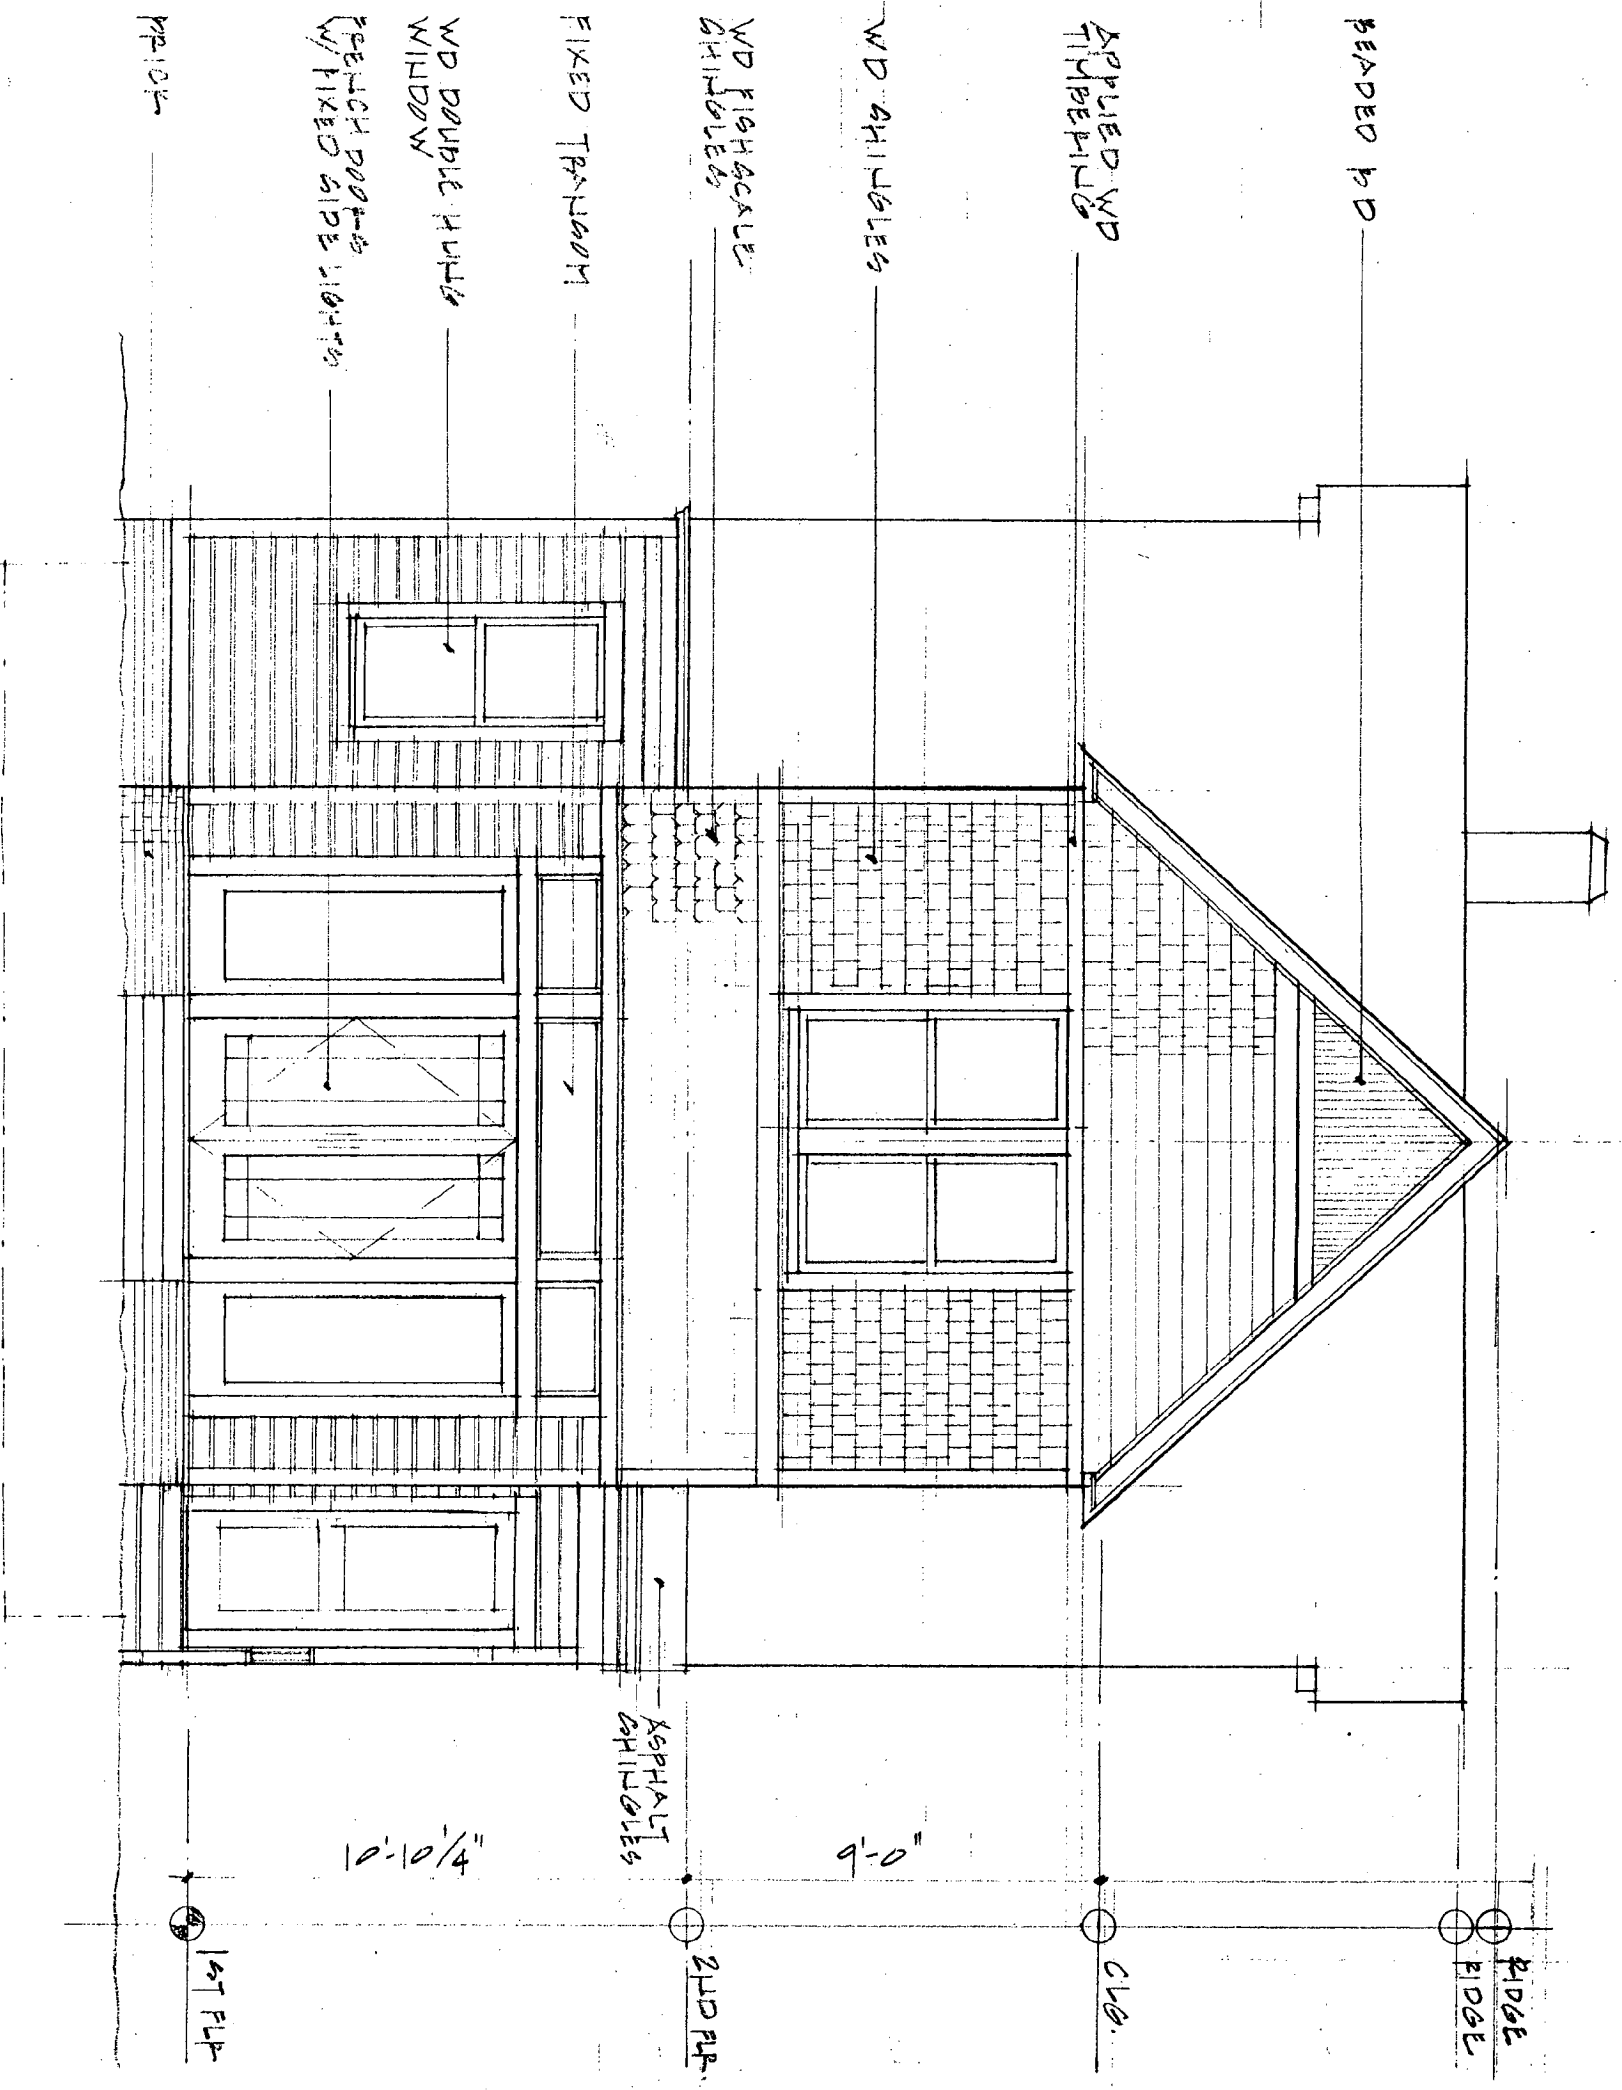 BEADED BD
APPLIED WD
TIMBERING
WD SHINGLES
WD FISHSCALE
SHINGLES
FIXED TRANSOM
WD DOUBLE HUNG
WINDOW
FRENCH DOORS
W/ FIXED SIDE LIGHTS
BRICK
ASPHALT
SHINGLES
RIDGE
RIDGE
CLG.
9'-0"
2ND FLR.
10'-10 1/4"
1ST FLR